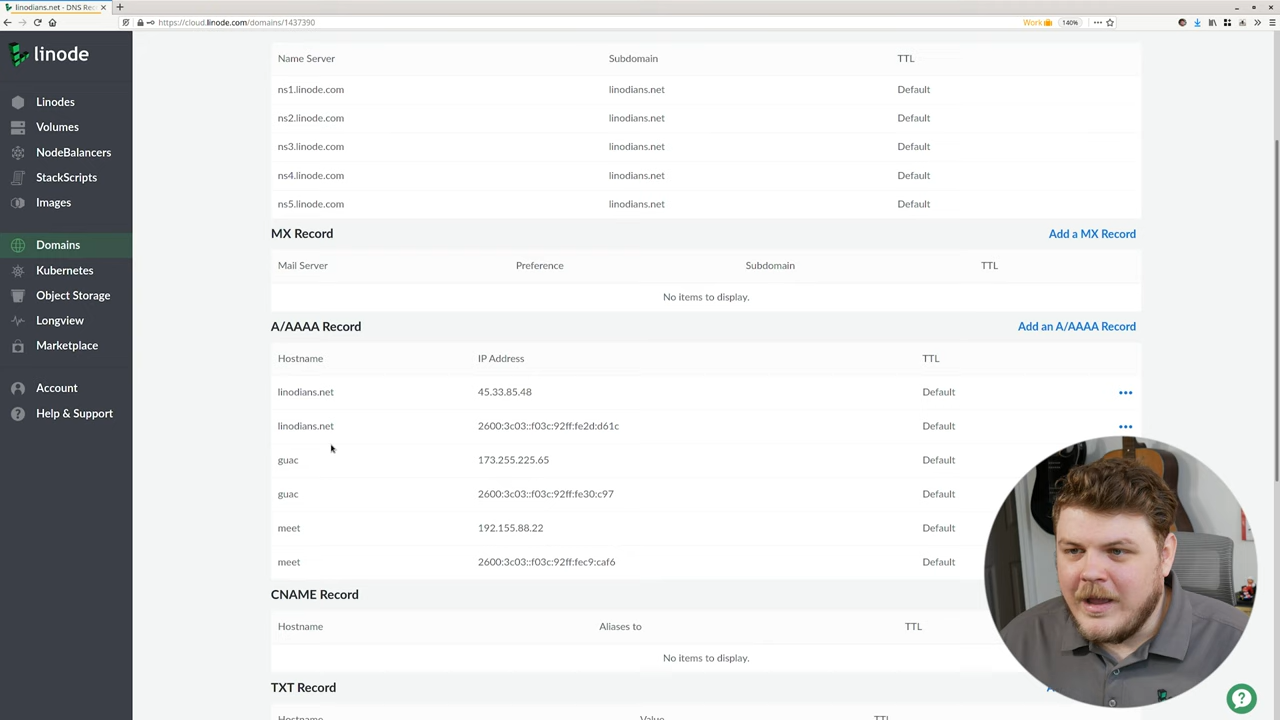 linodians.net - DNS Rec
https://cloud.linode.com/domains/1437390
Work
140%
linode
Linodes
Volumes
NodeBalancers
StackScripts
Images
Domains
Kubernetes
Object Storage
Longview
Marketplace
Account
Help & Support
Name Server Subdomain TTL
ns1.linode.com linodians.net Default
ns2.linode.com linodians.net Default
ns3.linode.com linodians.net Default
ns4.linode.com linodians.net Default
ns5.linode.com linodians.net Default
MX Record Add a MX Record
Mail Server Preference Subdomain TTL
No items to display.
A/AAAA Record Add an A/AAAA Record
Hostname IP Address TTL
linodians.net 45.33.85.48 Default
linodians.net 2600:3c03::f03c:92ff:fe2d:d61c Default
guac 173.255.225.65 Default
guac 2600:3c03::f03c:92ff:fe30:c97 Default
meet 192.155.88.22 Default
meet 2600:3c03::f03c:92ff:fec9:caf6 Default
CNAME Record
Hostname Aliases to TTL
No items to display.
TXT Record
Hostname Value TTL